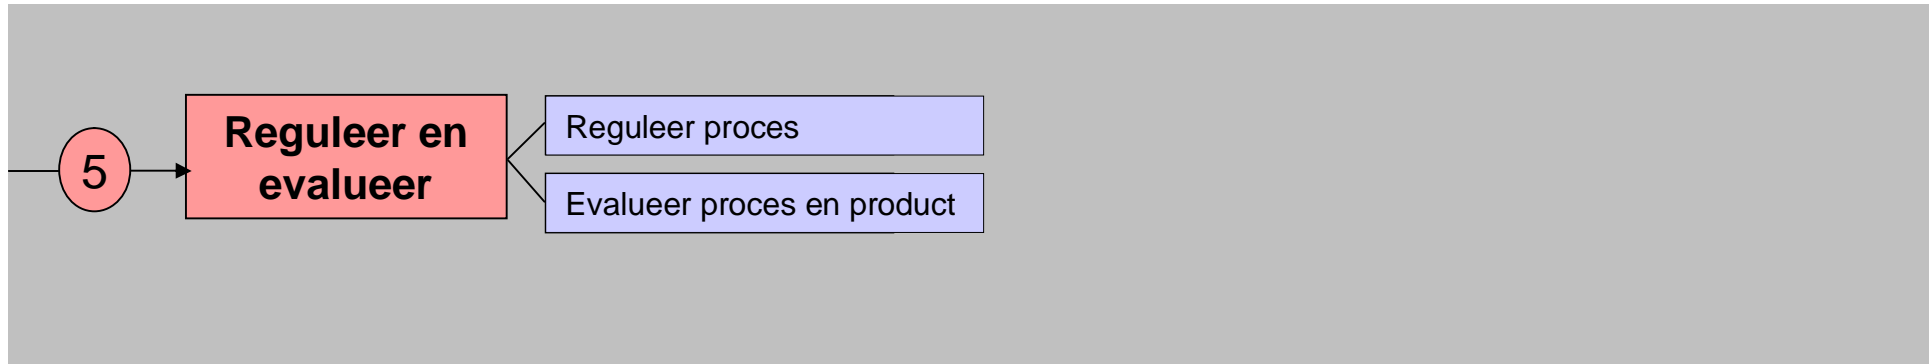 5
Reguleer en
evalueer
Reguleer proces
Evalueer proces en product